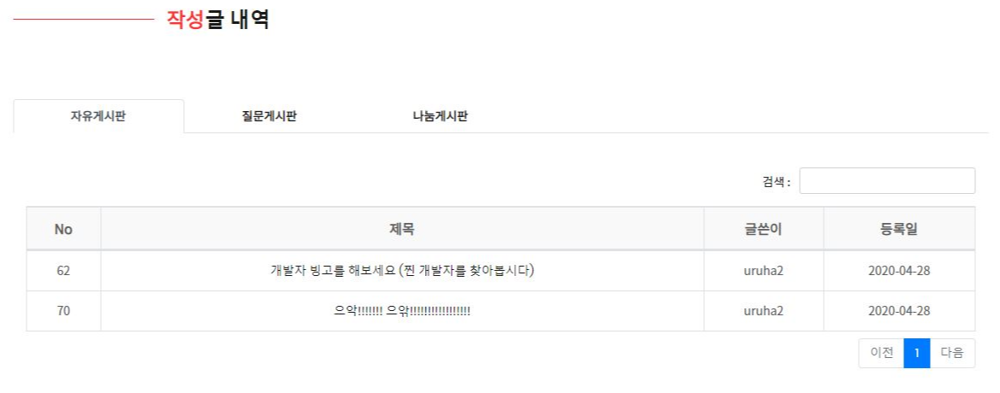 작성글 내역
자유게시판 질문게시판 나눔게시판
검색 :
No 제목 글쓴이 등록일
62 개발자 빙고를 해보세요 (찐 개발자를 찾아봅시다) uruha2 2020-04-28
70 으악!!!!!!! 으앆!!!!!!!!!!!!!!!!! uruha2 2020-04-28
이전 1 다음